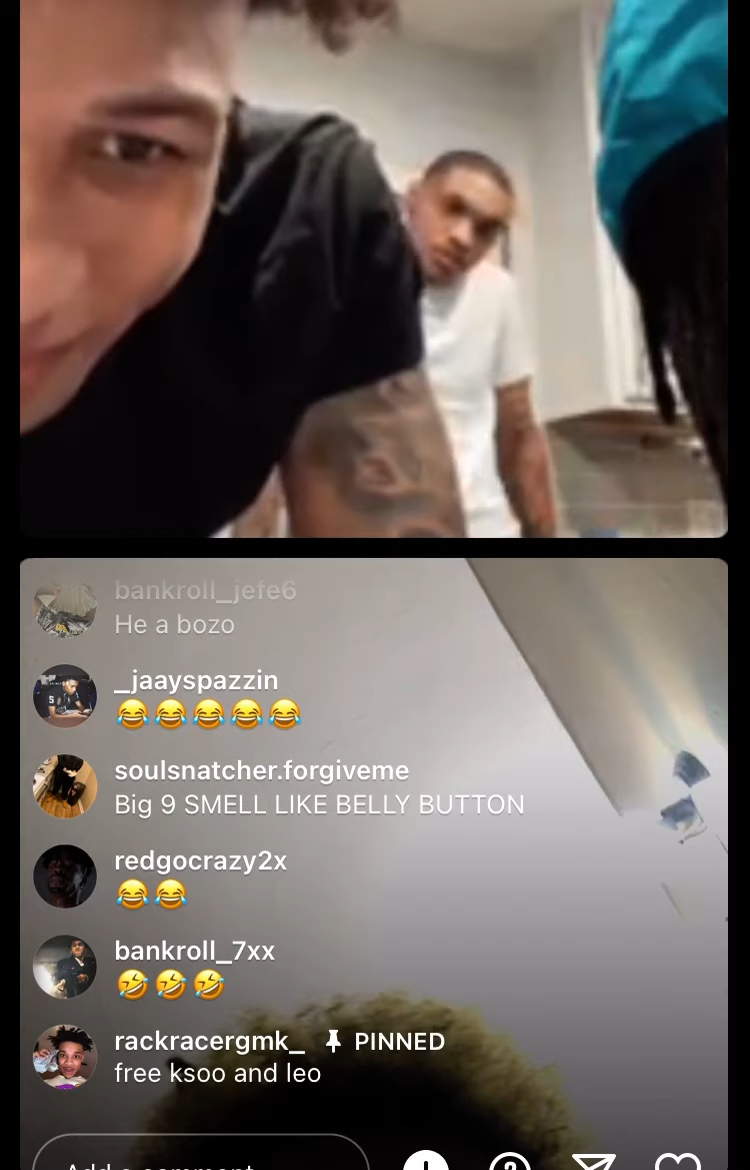 bankroll_jefe6
He a bozo
_jaayspazzin
😂😂😂😂😂
soulsnatcher.forgiveme
Big 9 SMELL LIKE BELLY BUTTON
redgocrazy2x
😂😂
bankroll_7xx
🤣🤣🤣
rackracergmk_ PINNED
free ksoo and leo
Add a comment